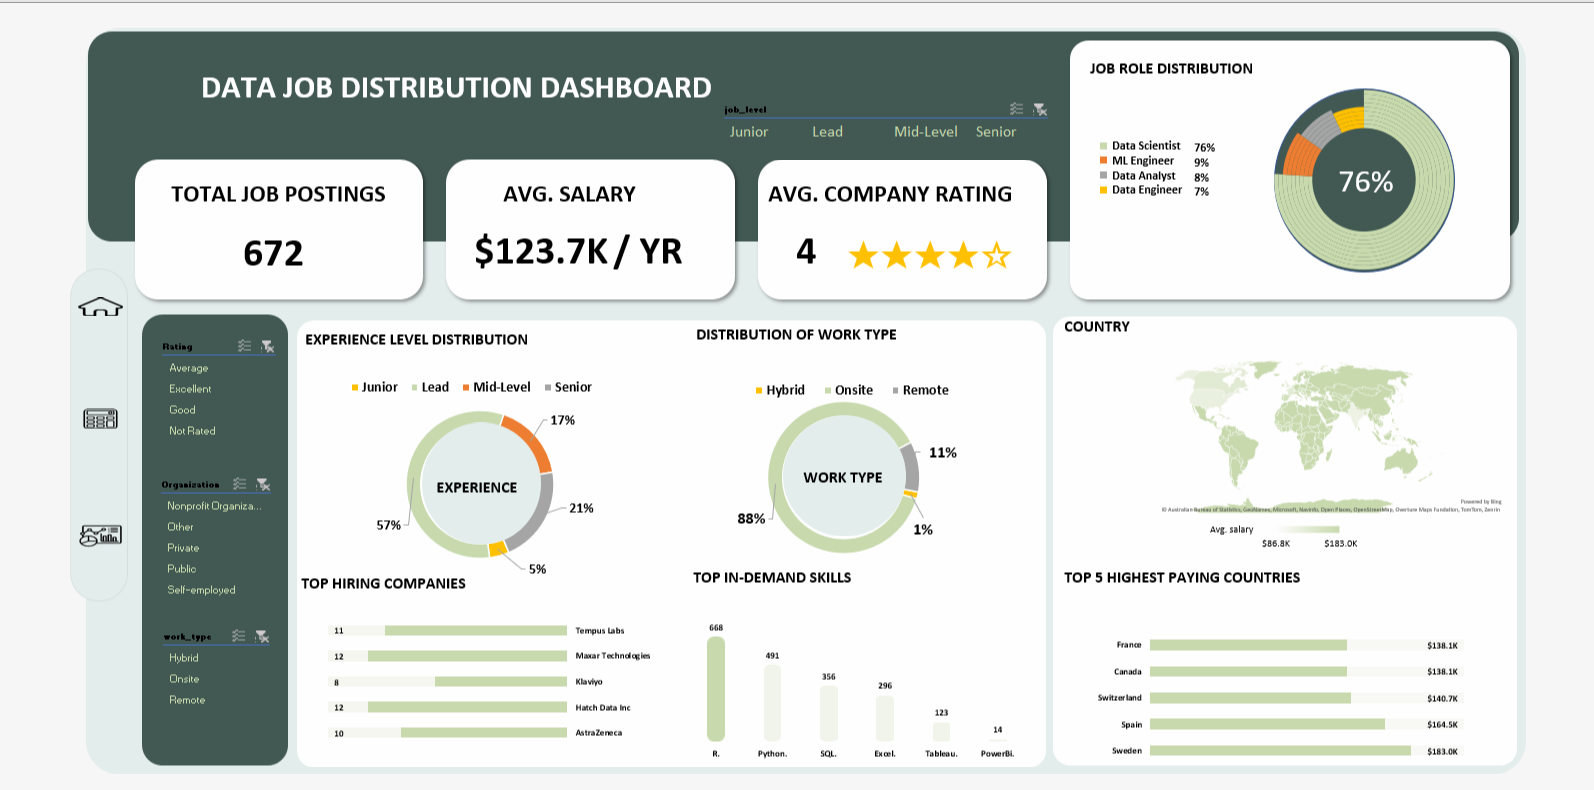 DATA JOB DISTRIBUTION DASHBOARD
job_level
Junior Lead Mid-Level Senior
TOTAL JOB POSTINGS
672
AVG. SALARY
$123.7K / YR
AVG. COMPANY RATING
4
JOB ROLE DISTRIBUTION
Data Scientist 76%
ML Engineer 9%
Data Analyst 8%
Data Engineer 7%
76%
Rating
Average
Excellent
Good
Not Rated
Organization
Nonprofit Organiza...
Other
Private
Public
Self-employed
work_type
Hybrid
Onsite
Remote
EXPERIENCE LEVEL DISTRIBUTION
Junior Lead Mid-Level Senior
17%
EXPERIENCE
21%
57%
5%
DISTRIBUTION OF WORK TYPE
Hybrid Onsite Remote
11%
WORK TYPE
88%
1%
COUNTRY
Powered by Bing
© Australian Bureau of Statistics, GeoNames, Microsoft, Navinfo, Open Places, OpenStreetMap, Overture Maps Fundation, TomTom, Zenrin
Avg. salary
$86.8K $183.0K
TOP HIRING COMPANIES
11 Tempus Labs
12 Maxar Technologies
8 Klaviyo
12 Hatch Data Inc
10 AstraZeneca
TOP IN-DEMAND SKILLS
668
491
356
296
123
14
R. Python. SQL. Excel. Tableau. PowerBi.
TOP 5 HIGHEST PAYING COUNTRIES
France $138.1K
Canada $138.1K
Switzerland $140.7K
Spain $164.5K
Sweden $183.0K